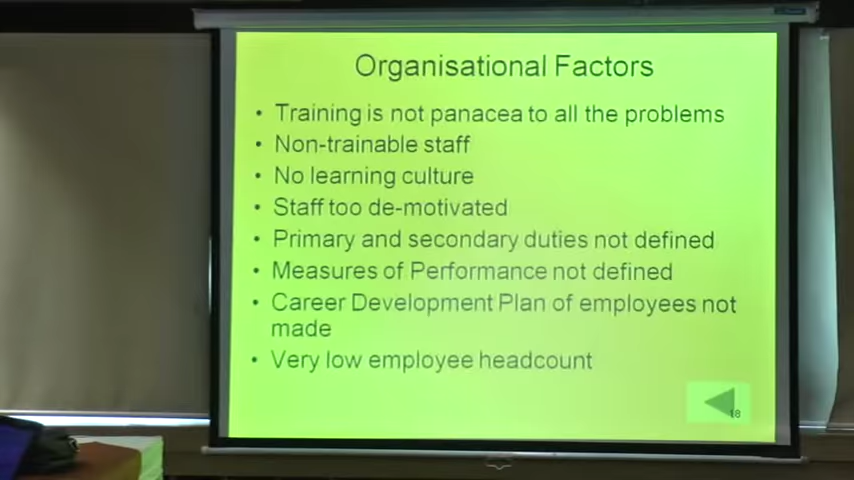 Organisational Factors
• Training is not panacea to all the problems
• Non-trainable staff
• No learning culture
• Staff too de-motivated
• Primary and secondary duties not defined
• Measures of Performance not defined
• Career Development Plan of employees not
made
• Very low employee headcount
18